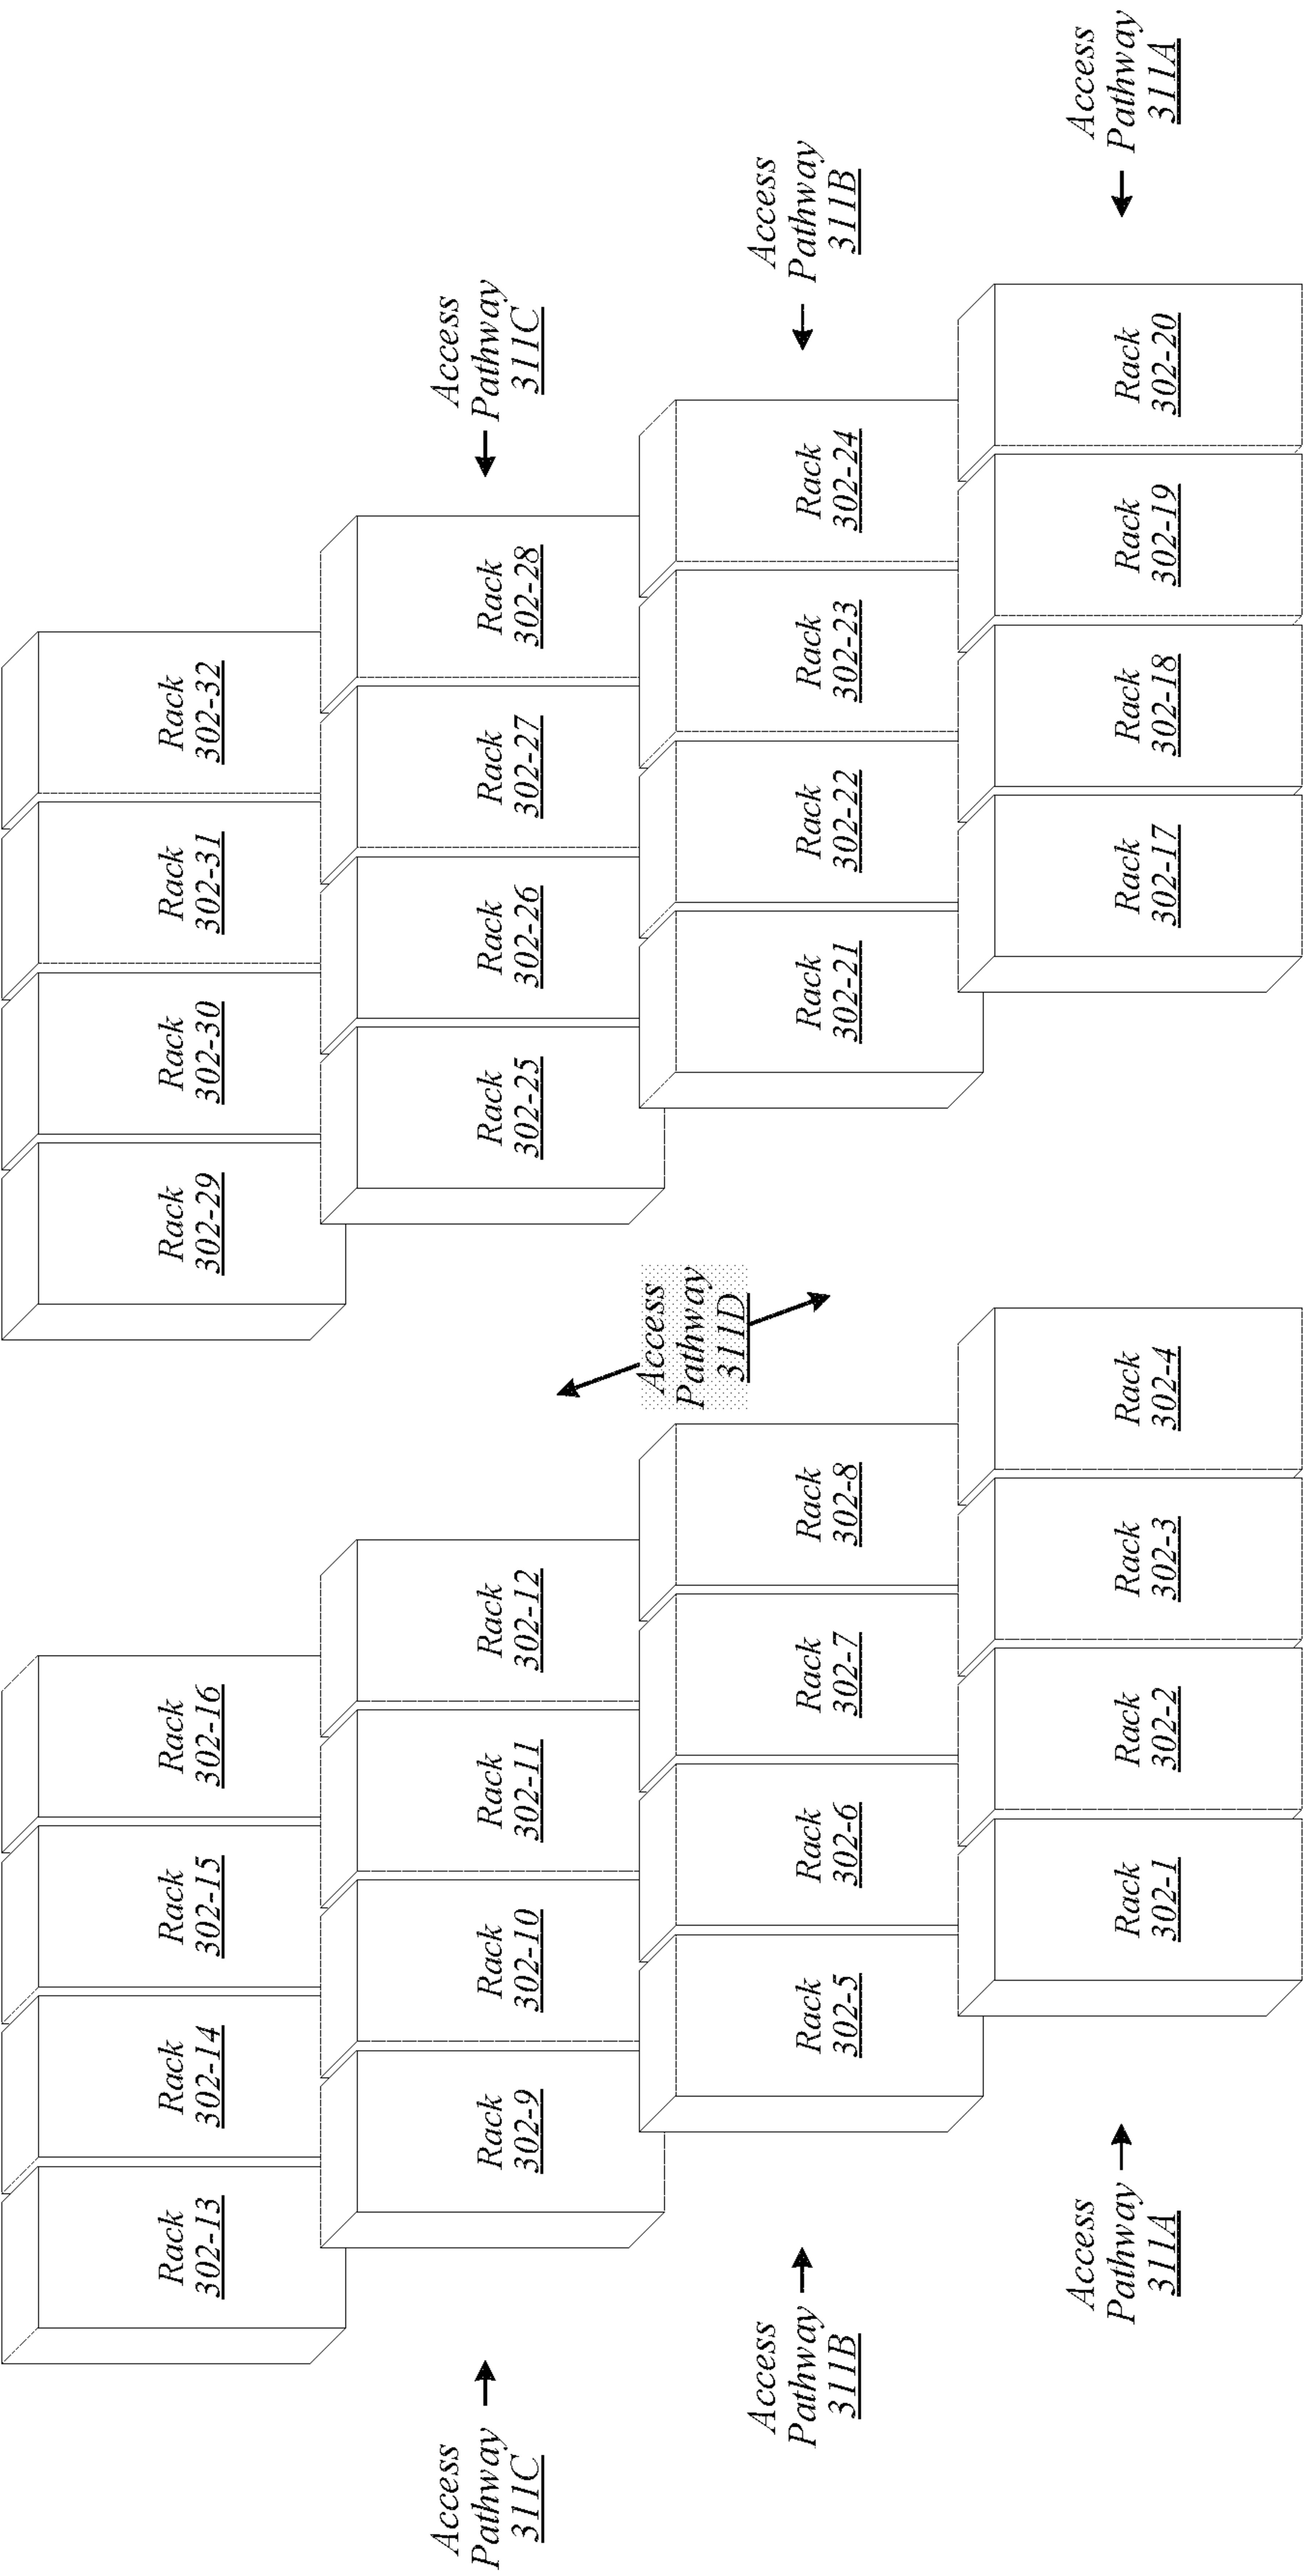 Rack
302-13
Rack
302-14
Rack
302-15
Rack
302-16
Rack
302-29
Rack
302-30
Rack
302-31
Rack
302-32
Access
Pathway
311C
Rack
302-9
Rack
302-10
Rack
302-11
Rack
302-12
Rack
302-25
Rack
302-26
Rack
302-27
Rack
302-28
Access
Pathway
311C
Access
Pathway
311D
Access
Pathway
311B
Rack
302-5
Rack
302-6
Rack
302-7
Rack
302-8
Rack
302-21
Rack
302-22
Rack
302-23
Rack
302-24
Access
Pathway
311B
Access
Pathway
311A
Rack
302-1
Rack
302-2
Rack
302-3
Rack
302-4
Rack
302-17
Rack
302-18
Rack
302-19
Rack
302-20
Access
Pathway
311A